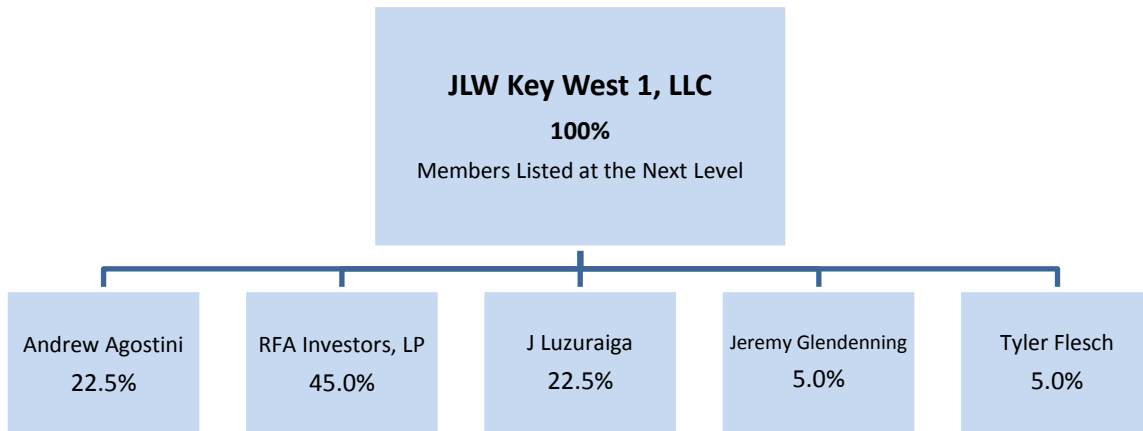 JLW Key West 1, LLC
100%
Members Listed at the Next Level
Andrew Agostini
22.5%
RFA Investors, LP
45.0%
J Luzuraiga
22.5%
Jeremy Glendenning
5.0%
Tyler Flesch
5.0%